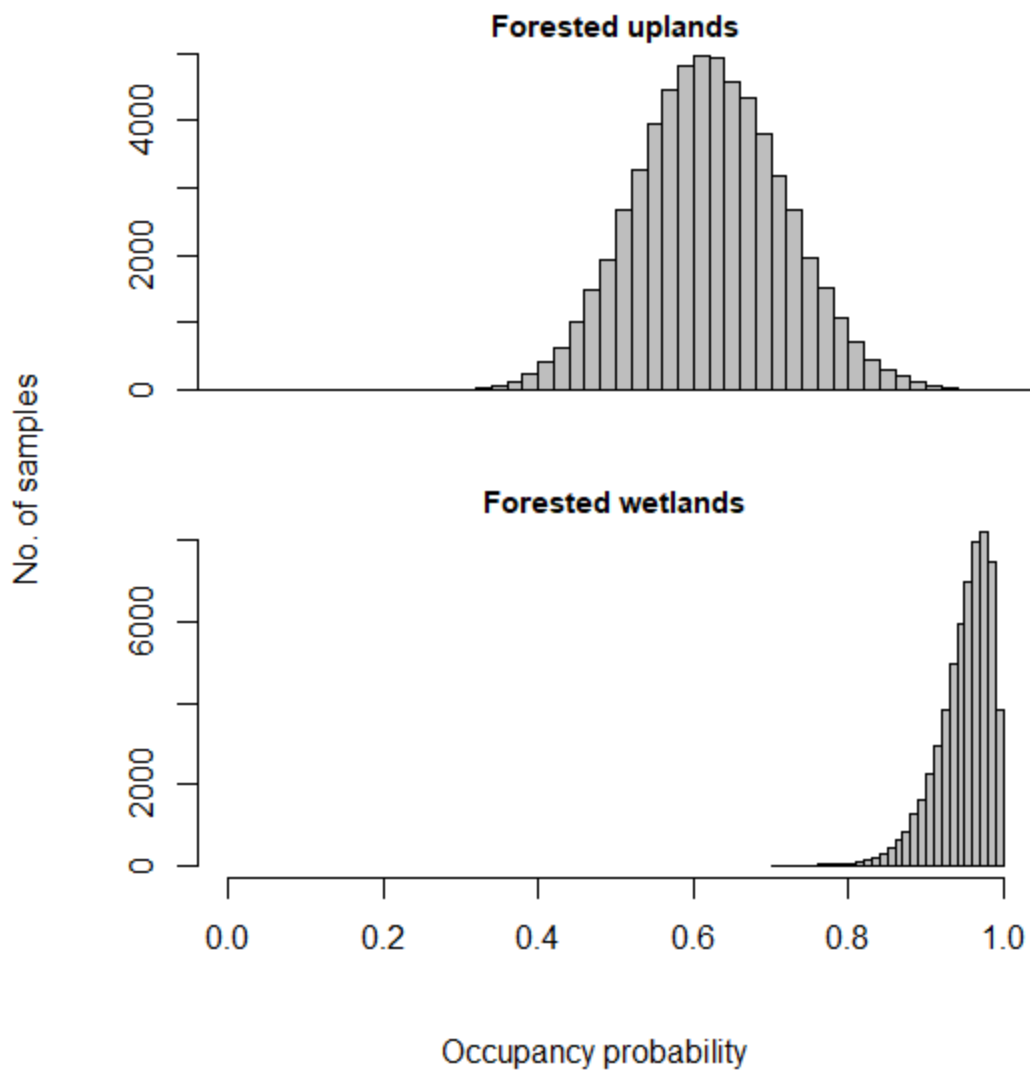 Forested uplands
4000
2000
0
No. of samples
Forested wetlands
6000
2000
0
0.0 0.2 0.4 0.6 0.8 1.0
Occupancy probability